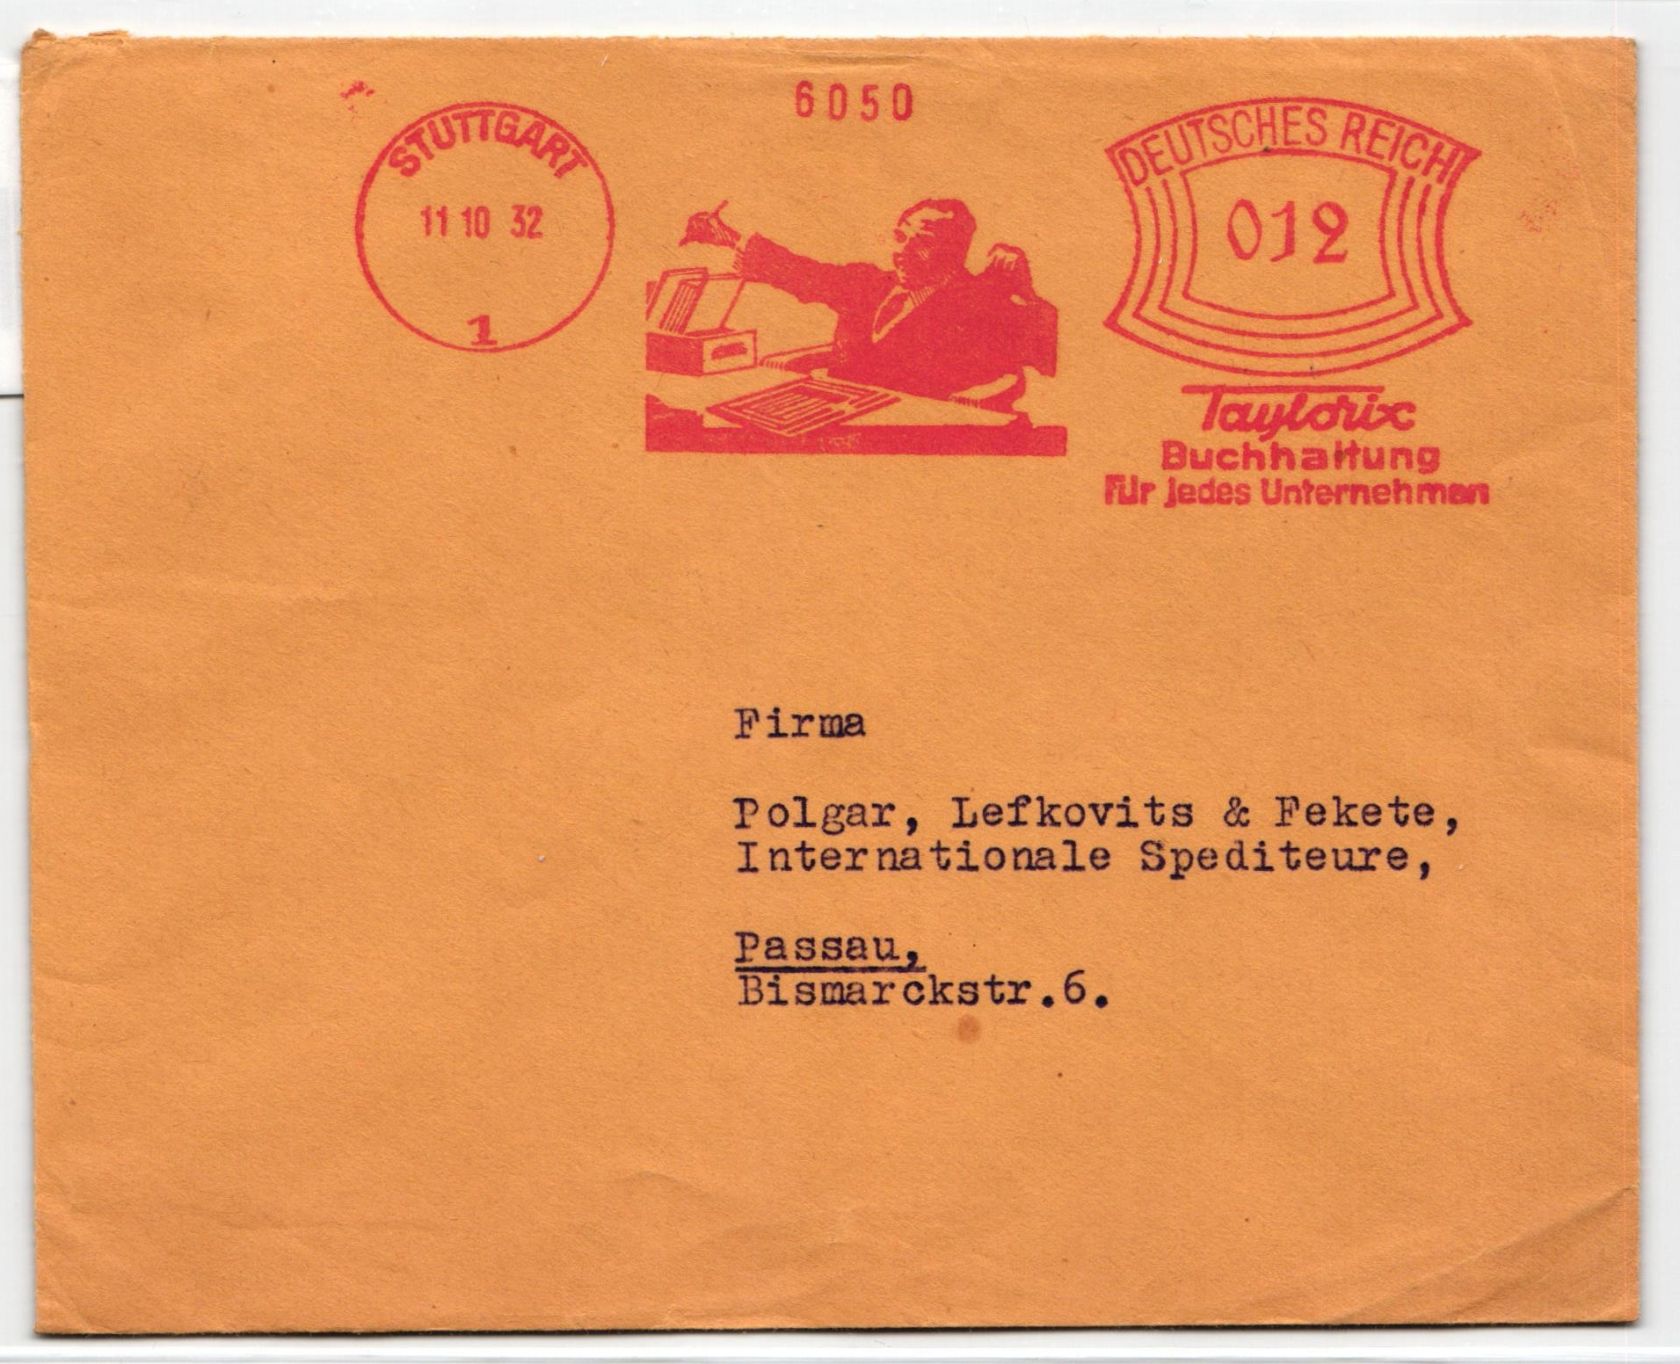 6050
STUTTGART
11 10 32
1
DEUTSCHES REICH
012
Taylorix
Buchhaltung
Für jedes Unternehmen
Firma
Polgar, Lefkovits & Fekete,
Internationale Spediteure,
Passau,
Bismarckstr.6.